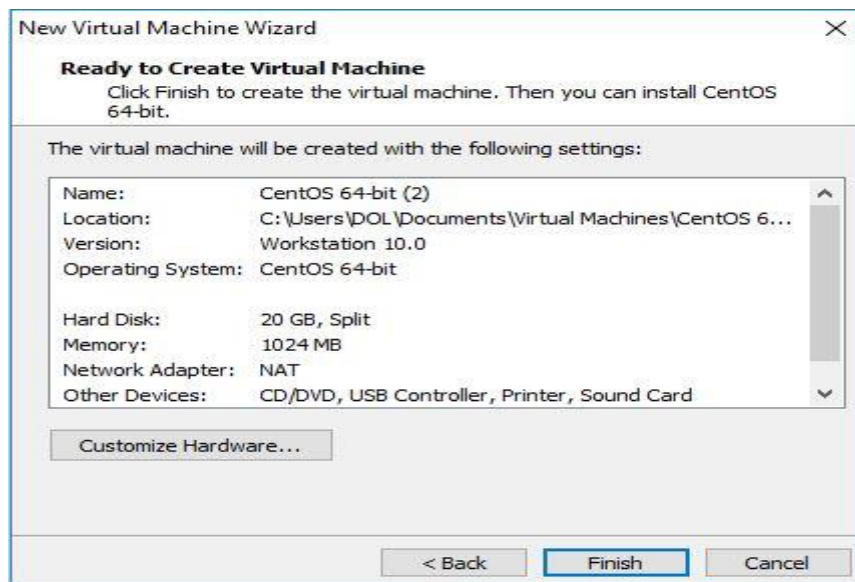 New Virtual Machine Wizard
Ready to Create Virtual Machine
Click Finish to create the virtual machine. Then you can install CentOS
64-bit.
The virtual machine will be created with the following settings:
Name: CentOS 64-bit (2)
Location: C:\Users\DOL\Documents\Virtual Machines\CentOS 6...
Version: Workstation 10.0
Operating System: CentOS 64-bit
Hard Disk: 20 GB, Split
Memory: 1024 MB
Network Adapter: NAT
Other Devices: CD/DVD, USB Controller, Printer, Sound Card
Customize Hardware...
< Back Finish Cancel